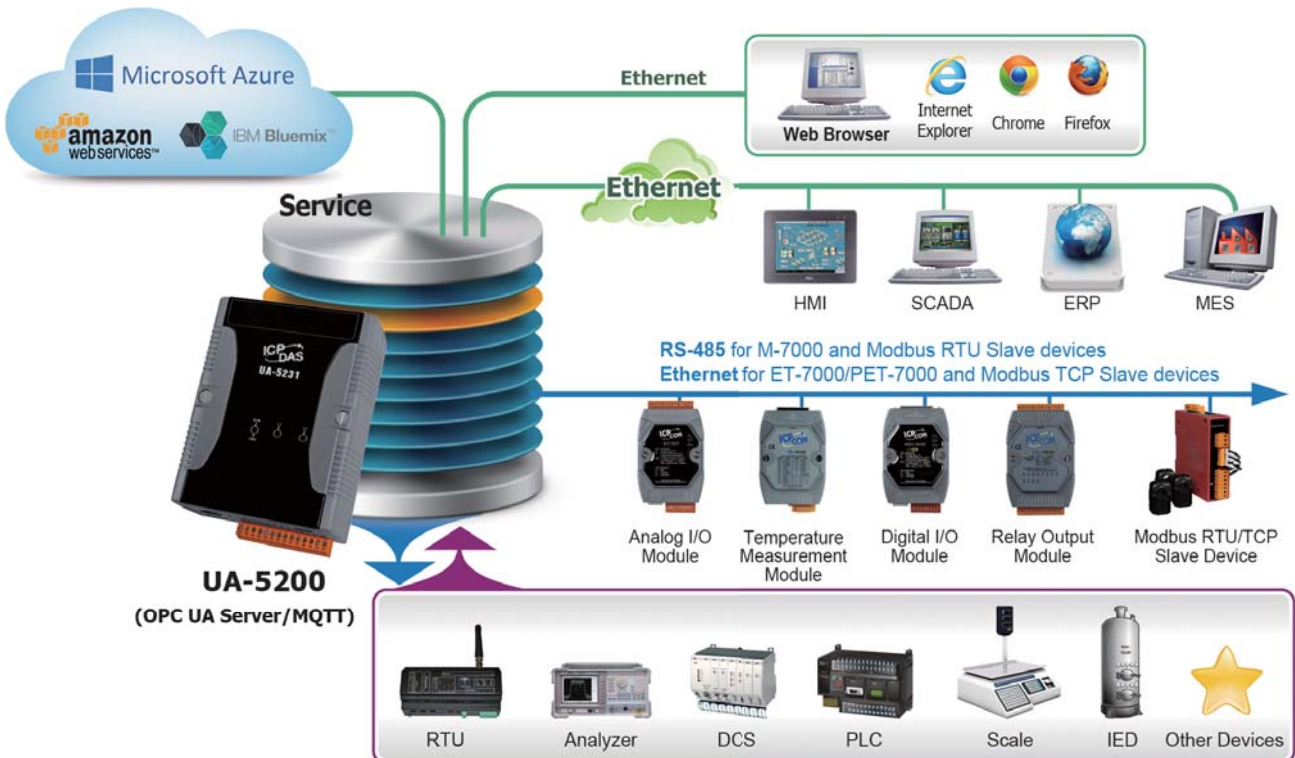 Microsoft Azure
amazon
webservices™
IBM Bluemix™
Ethernet
Web Browser
Internet
Explorer
Chrome
Firefox
Service
Ethernet
HMI
SCADA
ERP
MES
ICP
DAS
UA-5231
RS-485 for M-7000 and Modbus RTU Slave devices
Ethernet for ET-7000/PET-7000 and Modbus TCP Slave devices
Analog I/O
Module
Temperature
Measurement
Module
Digital I/O
Module
Relay Output
Module
Modbus RTU/TCP
Slave Device
UA-5200
(OPC UA Server/MQTT)
RTU
Analyzer
DCS
PLC
Scale
IED
Other Devices